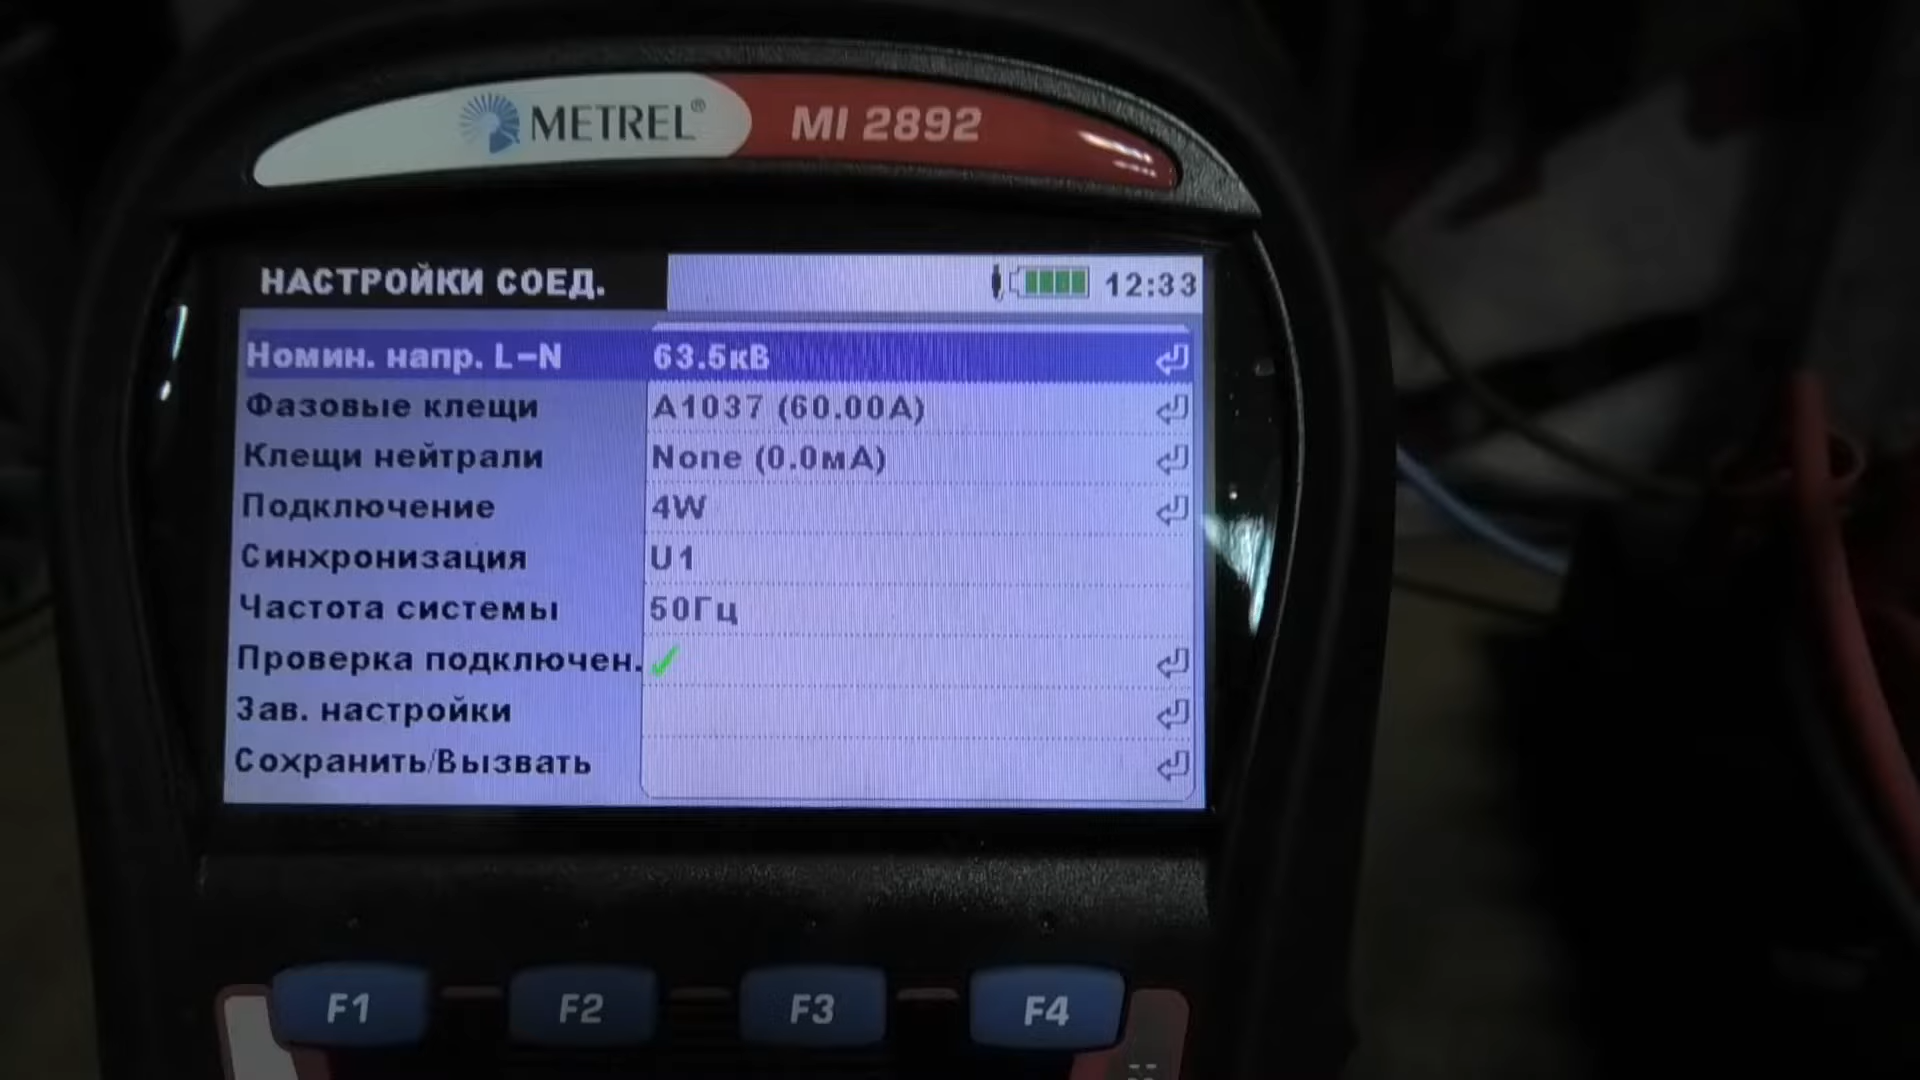 METREL® MI 2892
НАСТРОЙКИ СОЕД. 12:33
Номин. напр. L-N 63.5кВ
Фазовые клещи A1037 (60.00A)
Клещи нейтрали None (0.0мА)
Подключение 4W
Синхронизация U1
Частота системы 50Гц
Проверка подключен. ✓
Зав. настройки
Сохранить/Вызвать
F1 F2 F3 F4